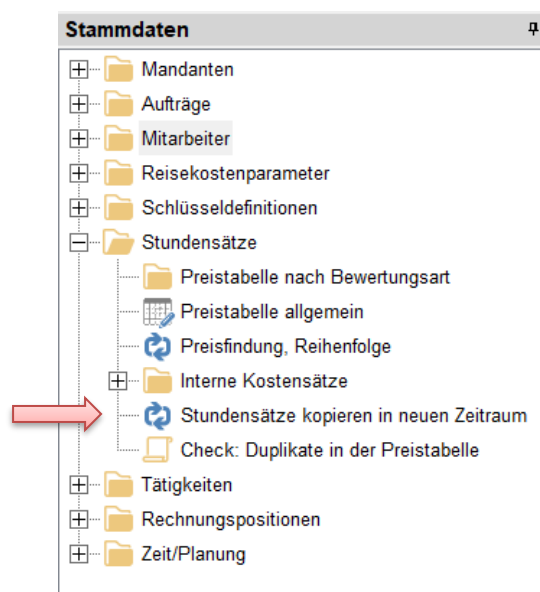 Stammdaten
Mandanten
Aufträge
Mitarbeiter
Reisekostenparameter
Schlüsseldefinitionen
Stundensätze
Preistabelle nach Bewertungsart
Preistabelle allgemein
Preisfindung, Reihenfolge
Interne Kostensätze
Stundensätze kopieren in neuen Zeitraum
Check: Duplikate in der Preistabelle
Tätigkeiten
Rechnungspositionen
Zeit/Planung